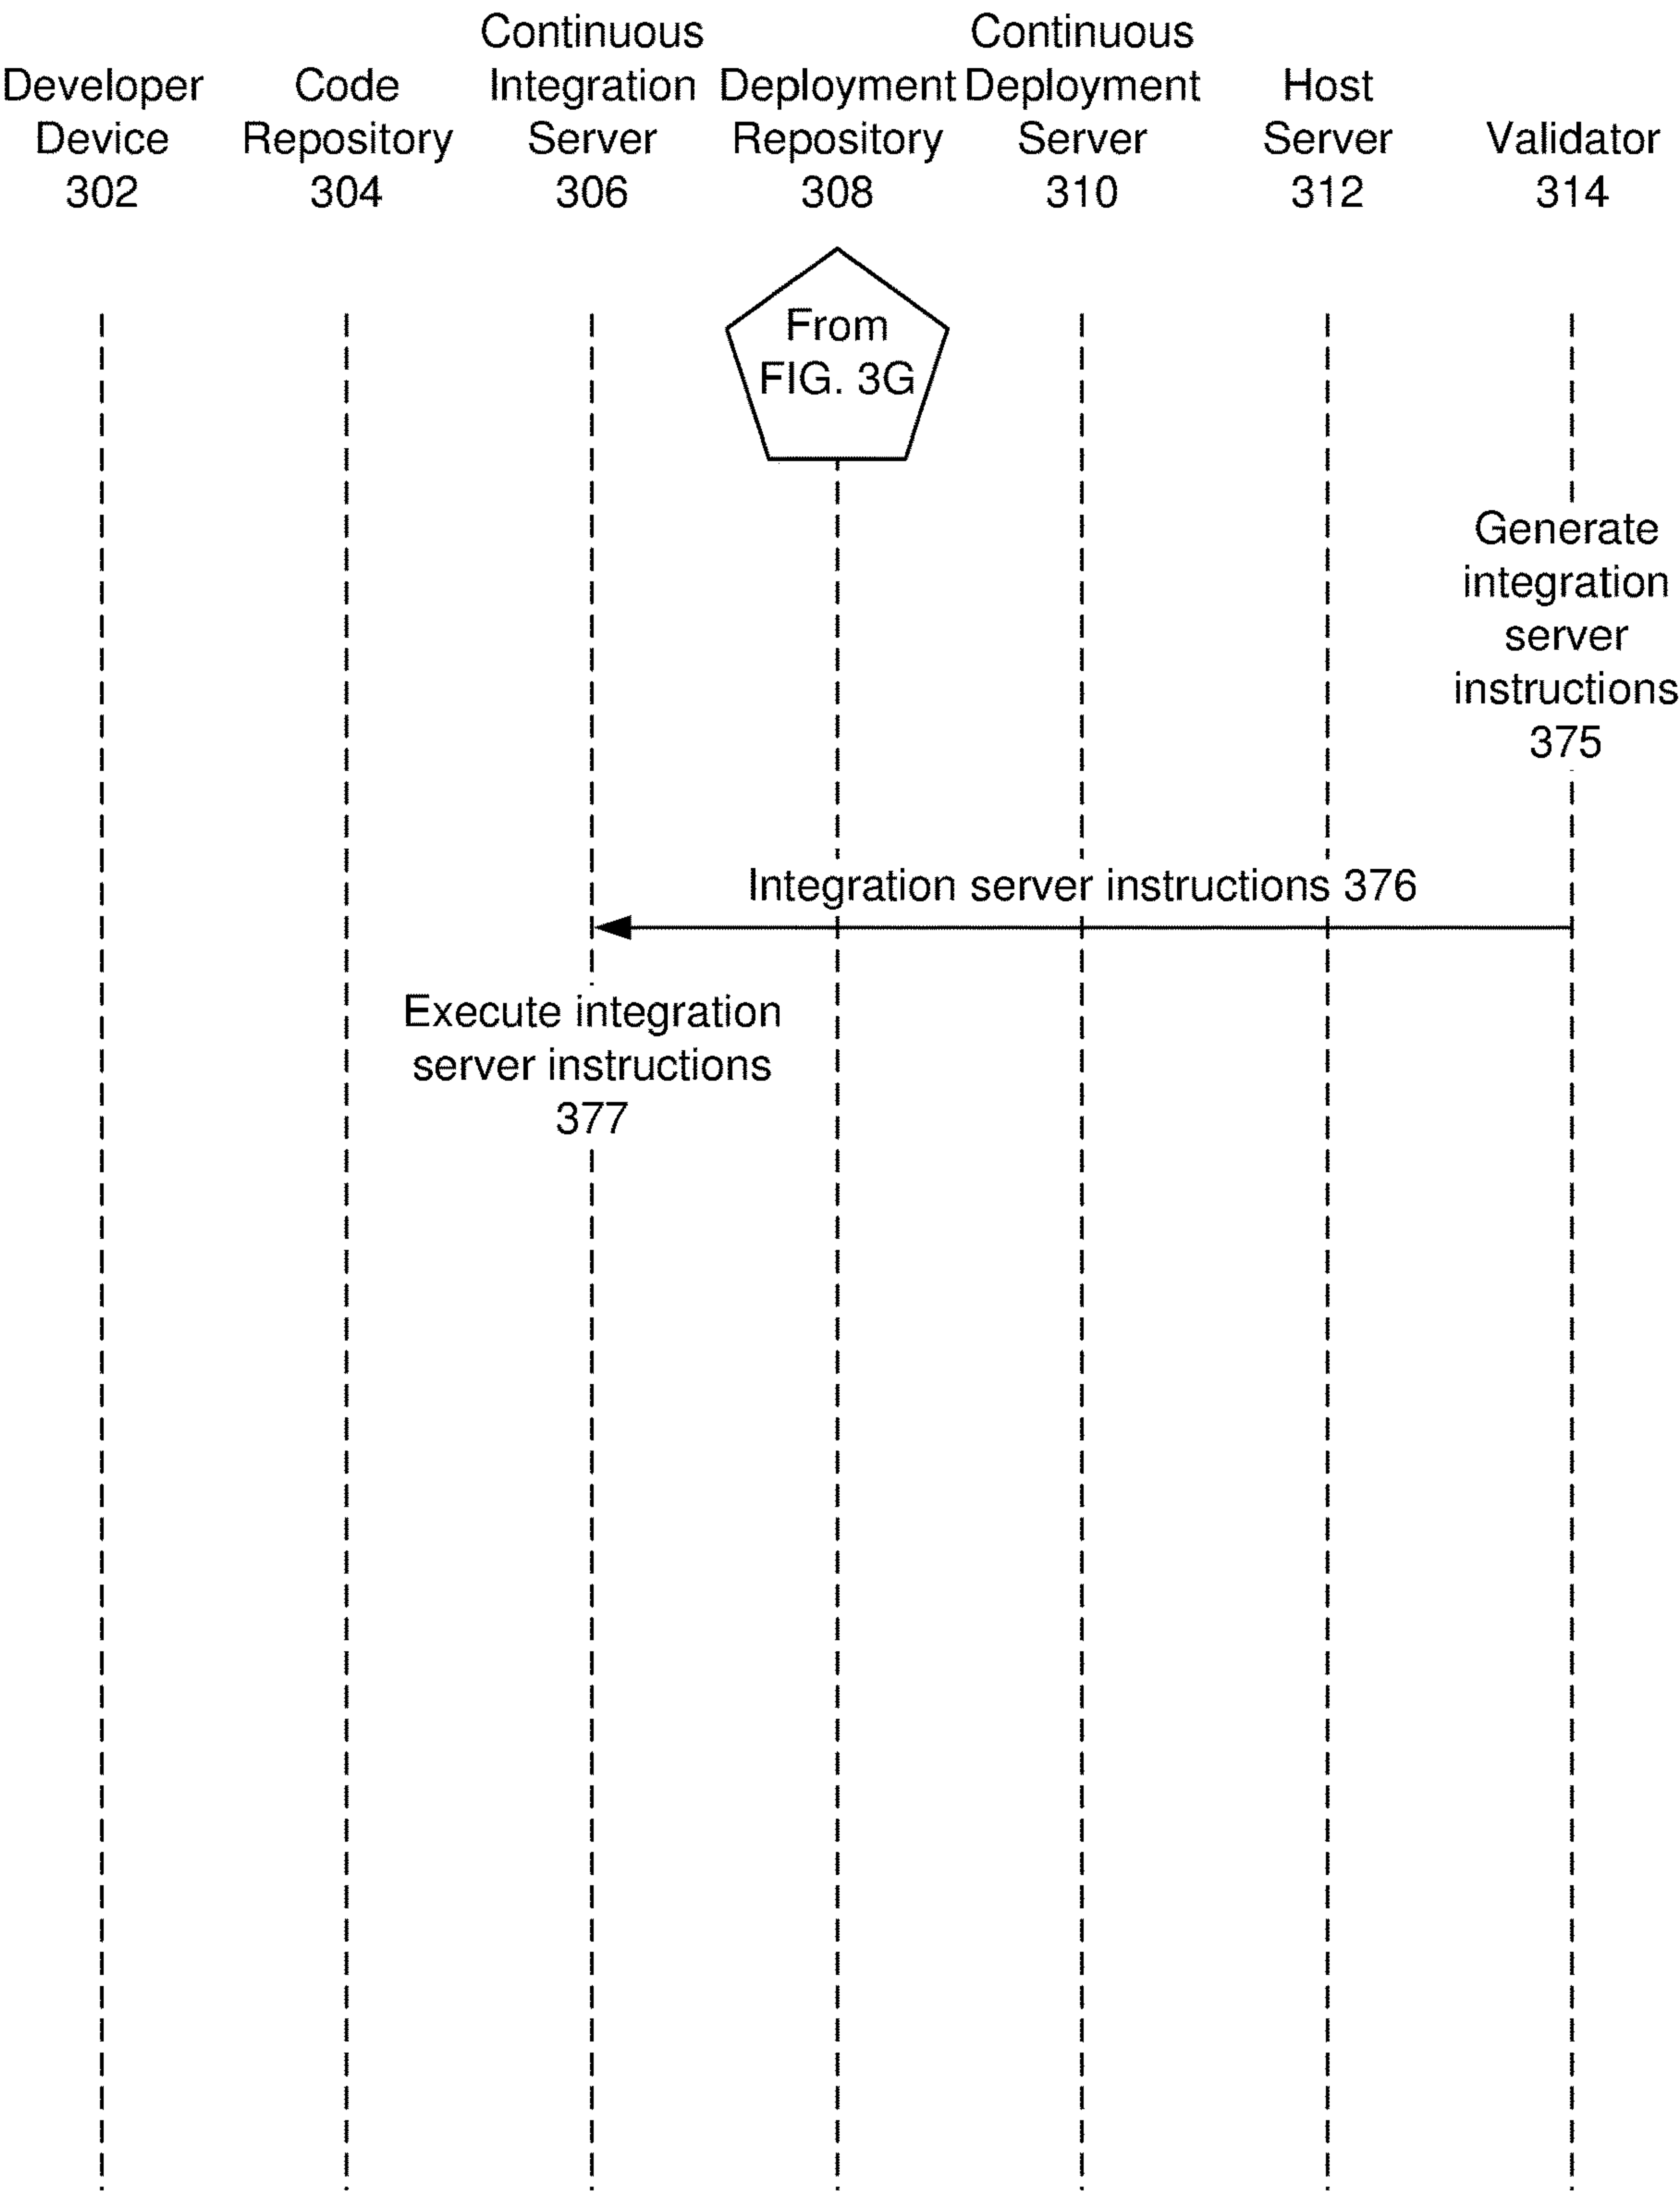 Developer
Device
302
Code
Repository
304
Continuous
Integration
Server
306
Deployment
Repository
308
Continuous
Deployment
Server
310
Host
Server
312
Validator
314
From
FIG. 3G
Generate
integration
server
instructions
375
Integration server instructions 376
Execute integration
server instructions
377